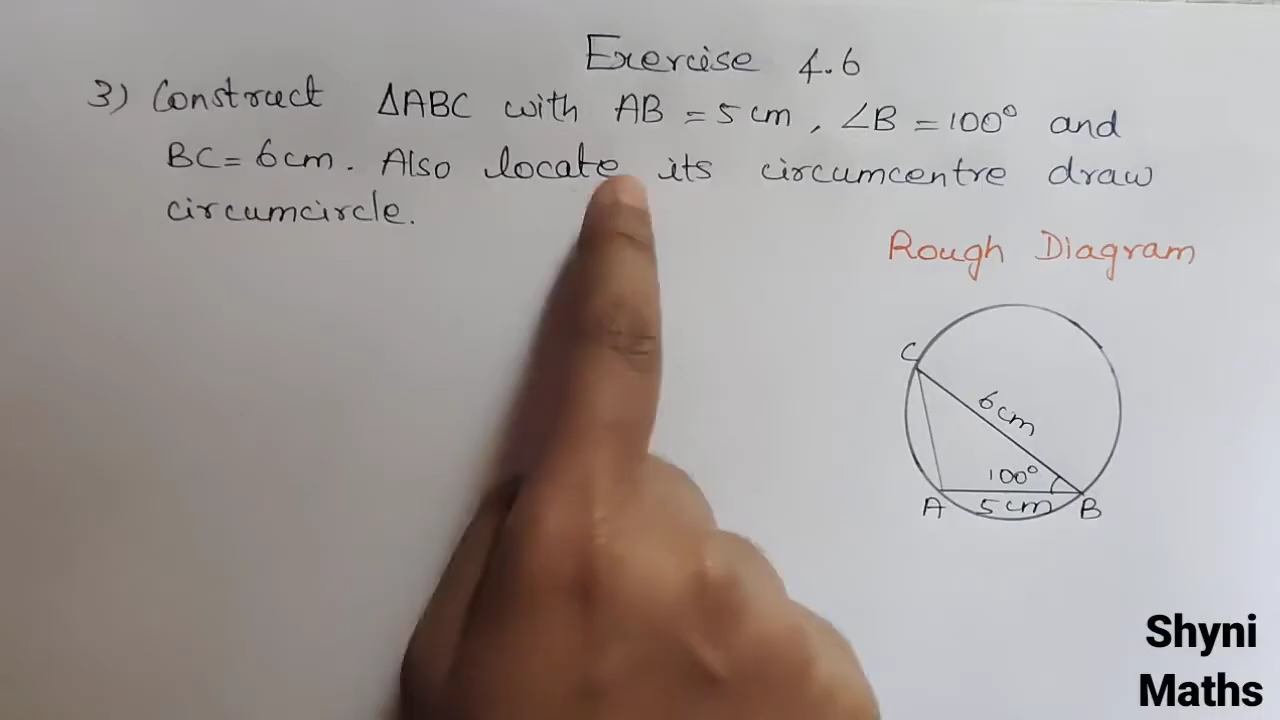 Exercise 4.6
3) Construct ΔABC with AB = 5 cm, ∠B = 100° and
BC = 6 cm. Also locate its circumcentre draw
circumcircle.
Rough Diagram
C
6 cm
100°
A 5 cm B
Shyni
Maths